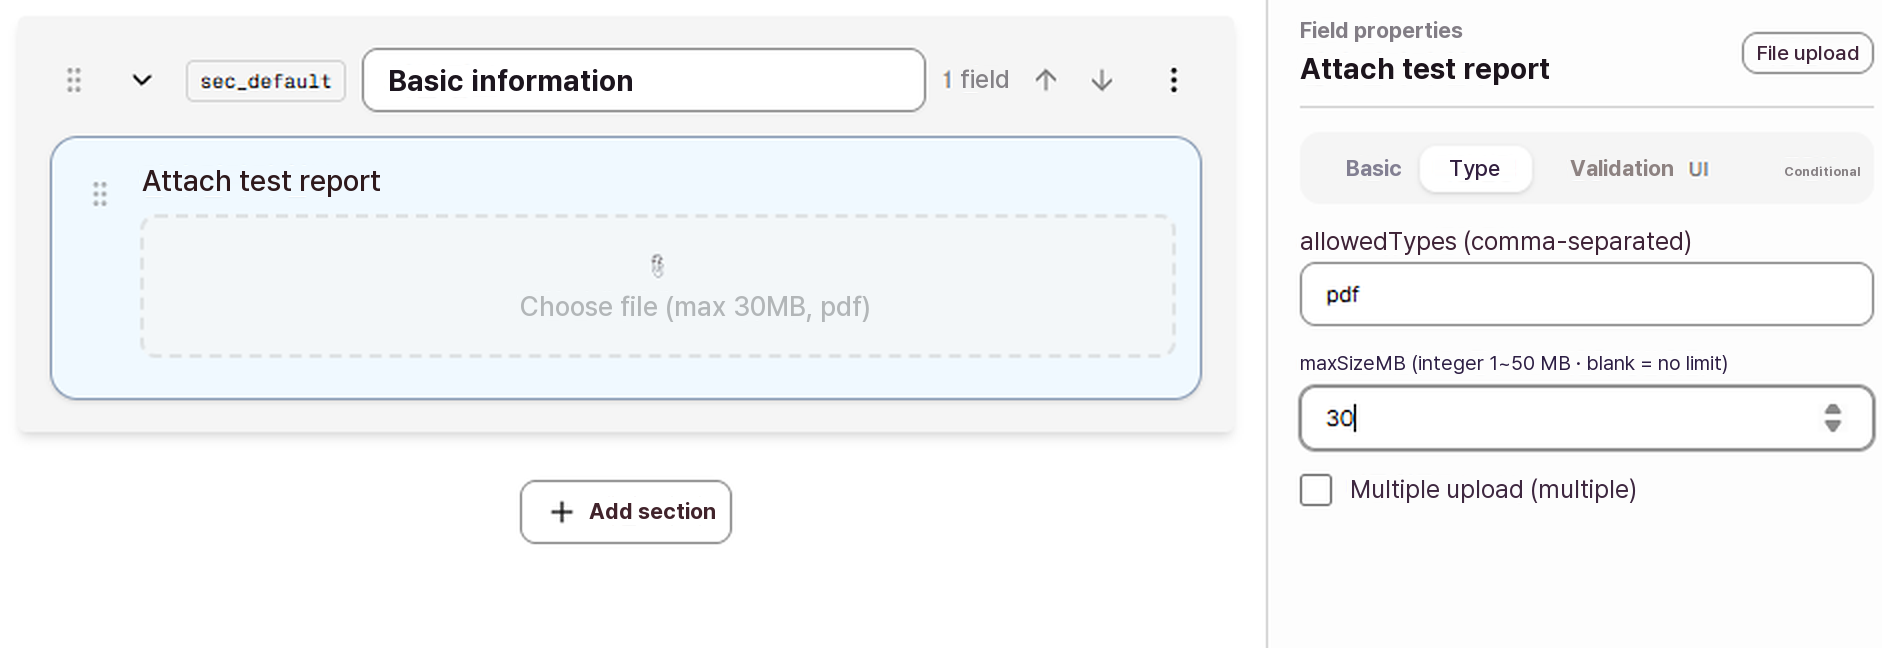 sec_default
Basic information
1 field
Attach test report
Choose file (max 30MB, pdf)
Add section
Field properties
Attach test report
File upload
Basic Type Validation UI Conditional
allowedTypes (comma-separated)
pdf
maxSizeMB (integer 1~50 MB · blank = no limit)
30
Multiple upload (multiple)